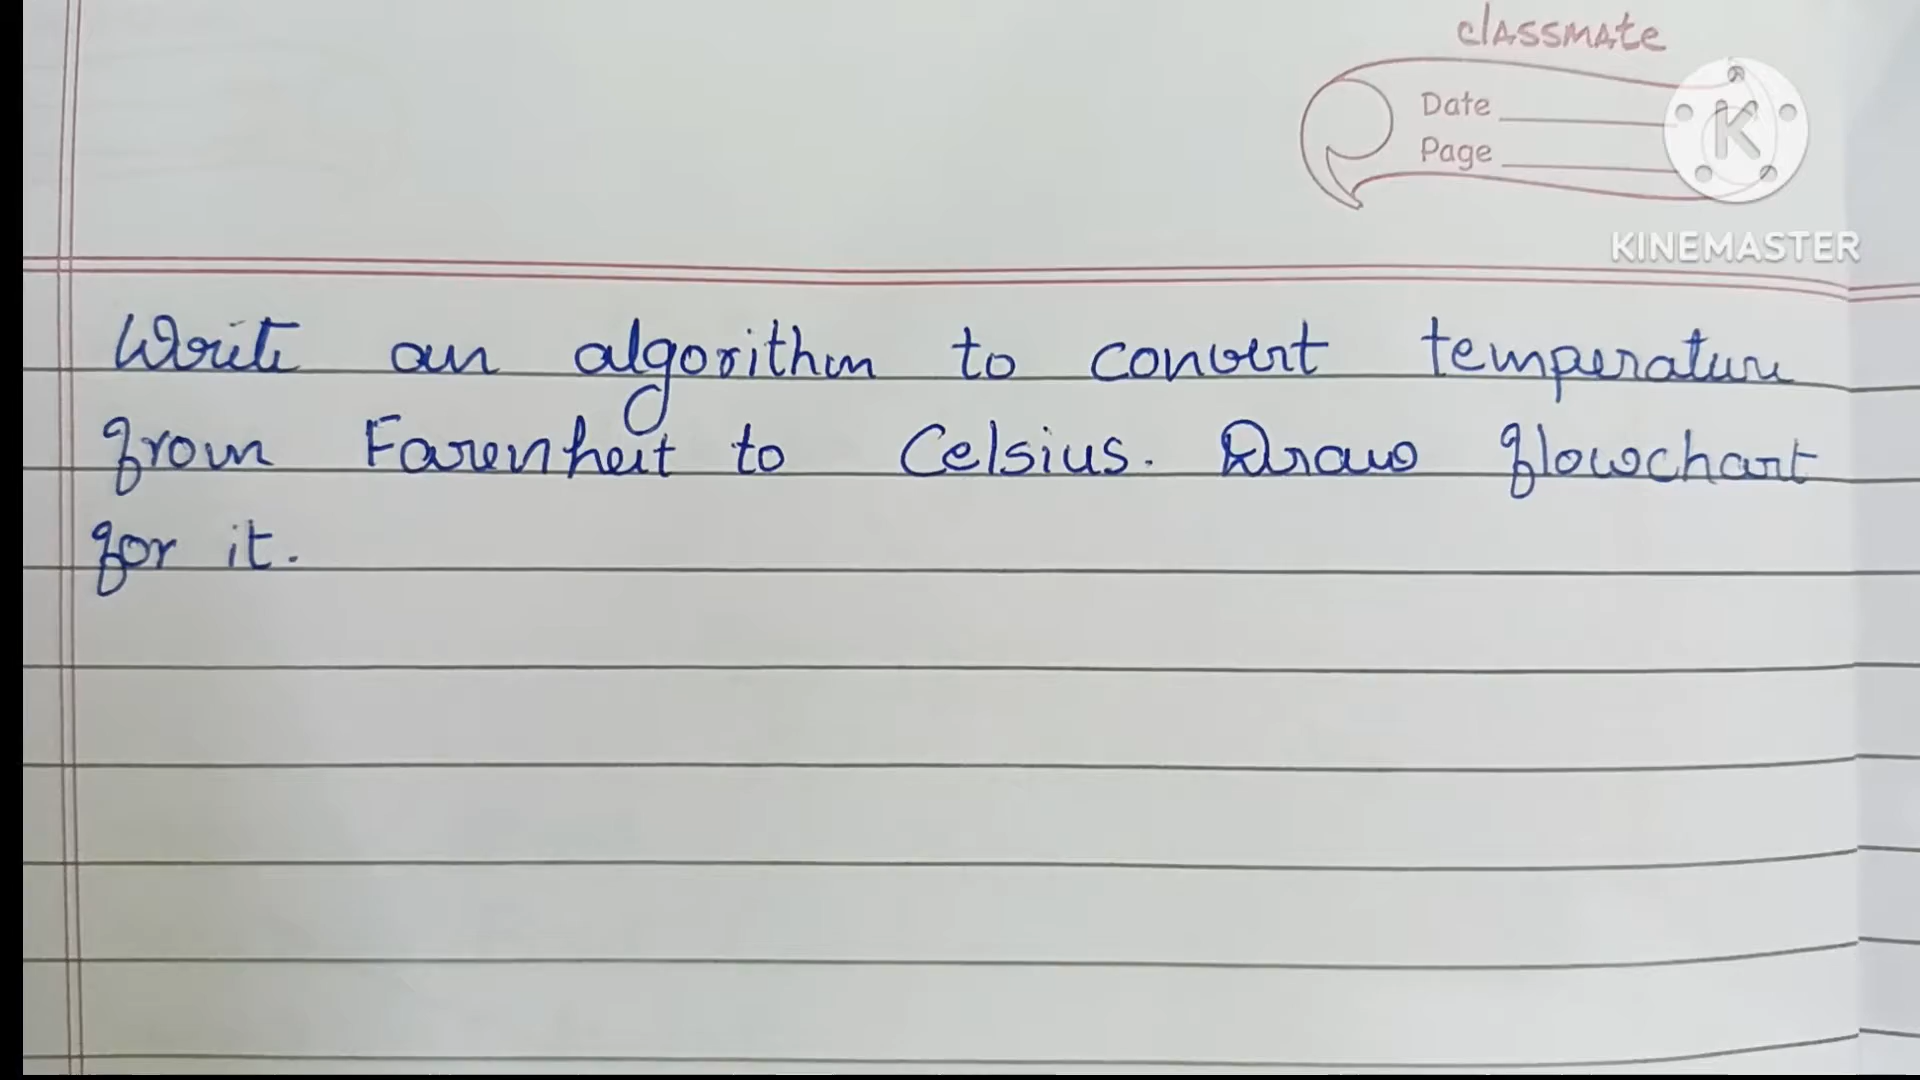 classmate
Date
Page
K
KINEMASTER
Write an algorithm to convert temperature
from Farenheit to Celsius. Draw flowchart
for it.